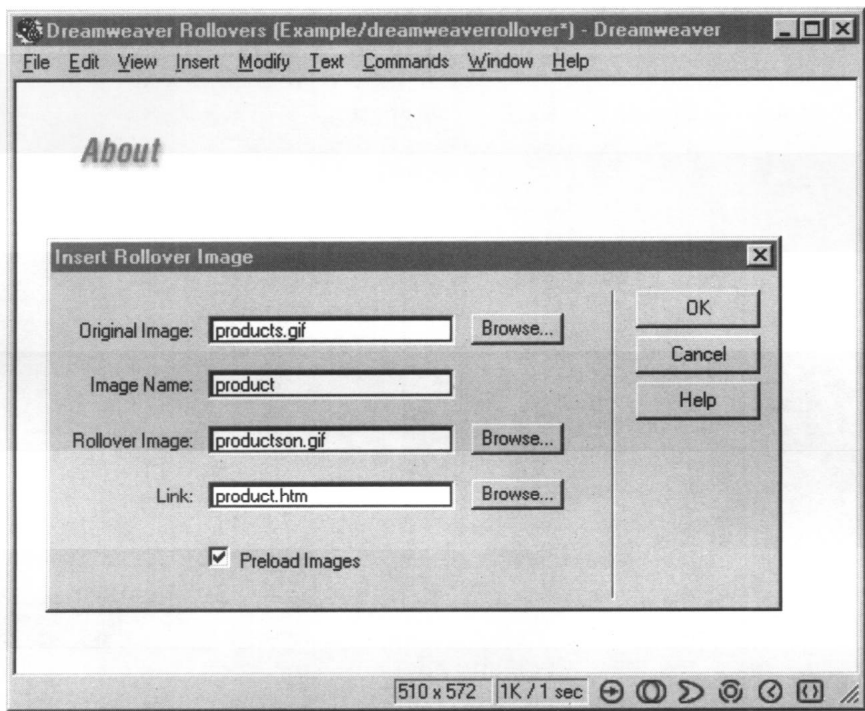 Dreamweaver Rollovers (Example/dreamweaverrollover*) - Dreamweaver
File Edit View Insert Modify Text Commands Window Help
About
Insert Rollover Image
Original Image: products.gif Browse... OK
Cancel
Image Name: product
Help
Rollover Image: productson.gif Browse...
Link: product.htm Browse...
Preload Images
510 x 572 1K / 1 sec